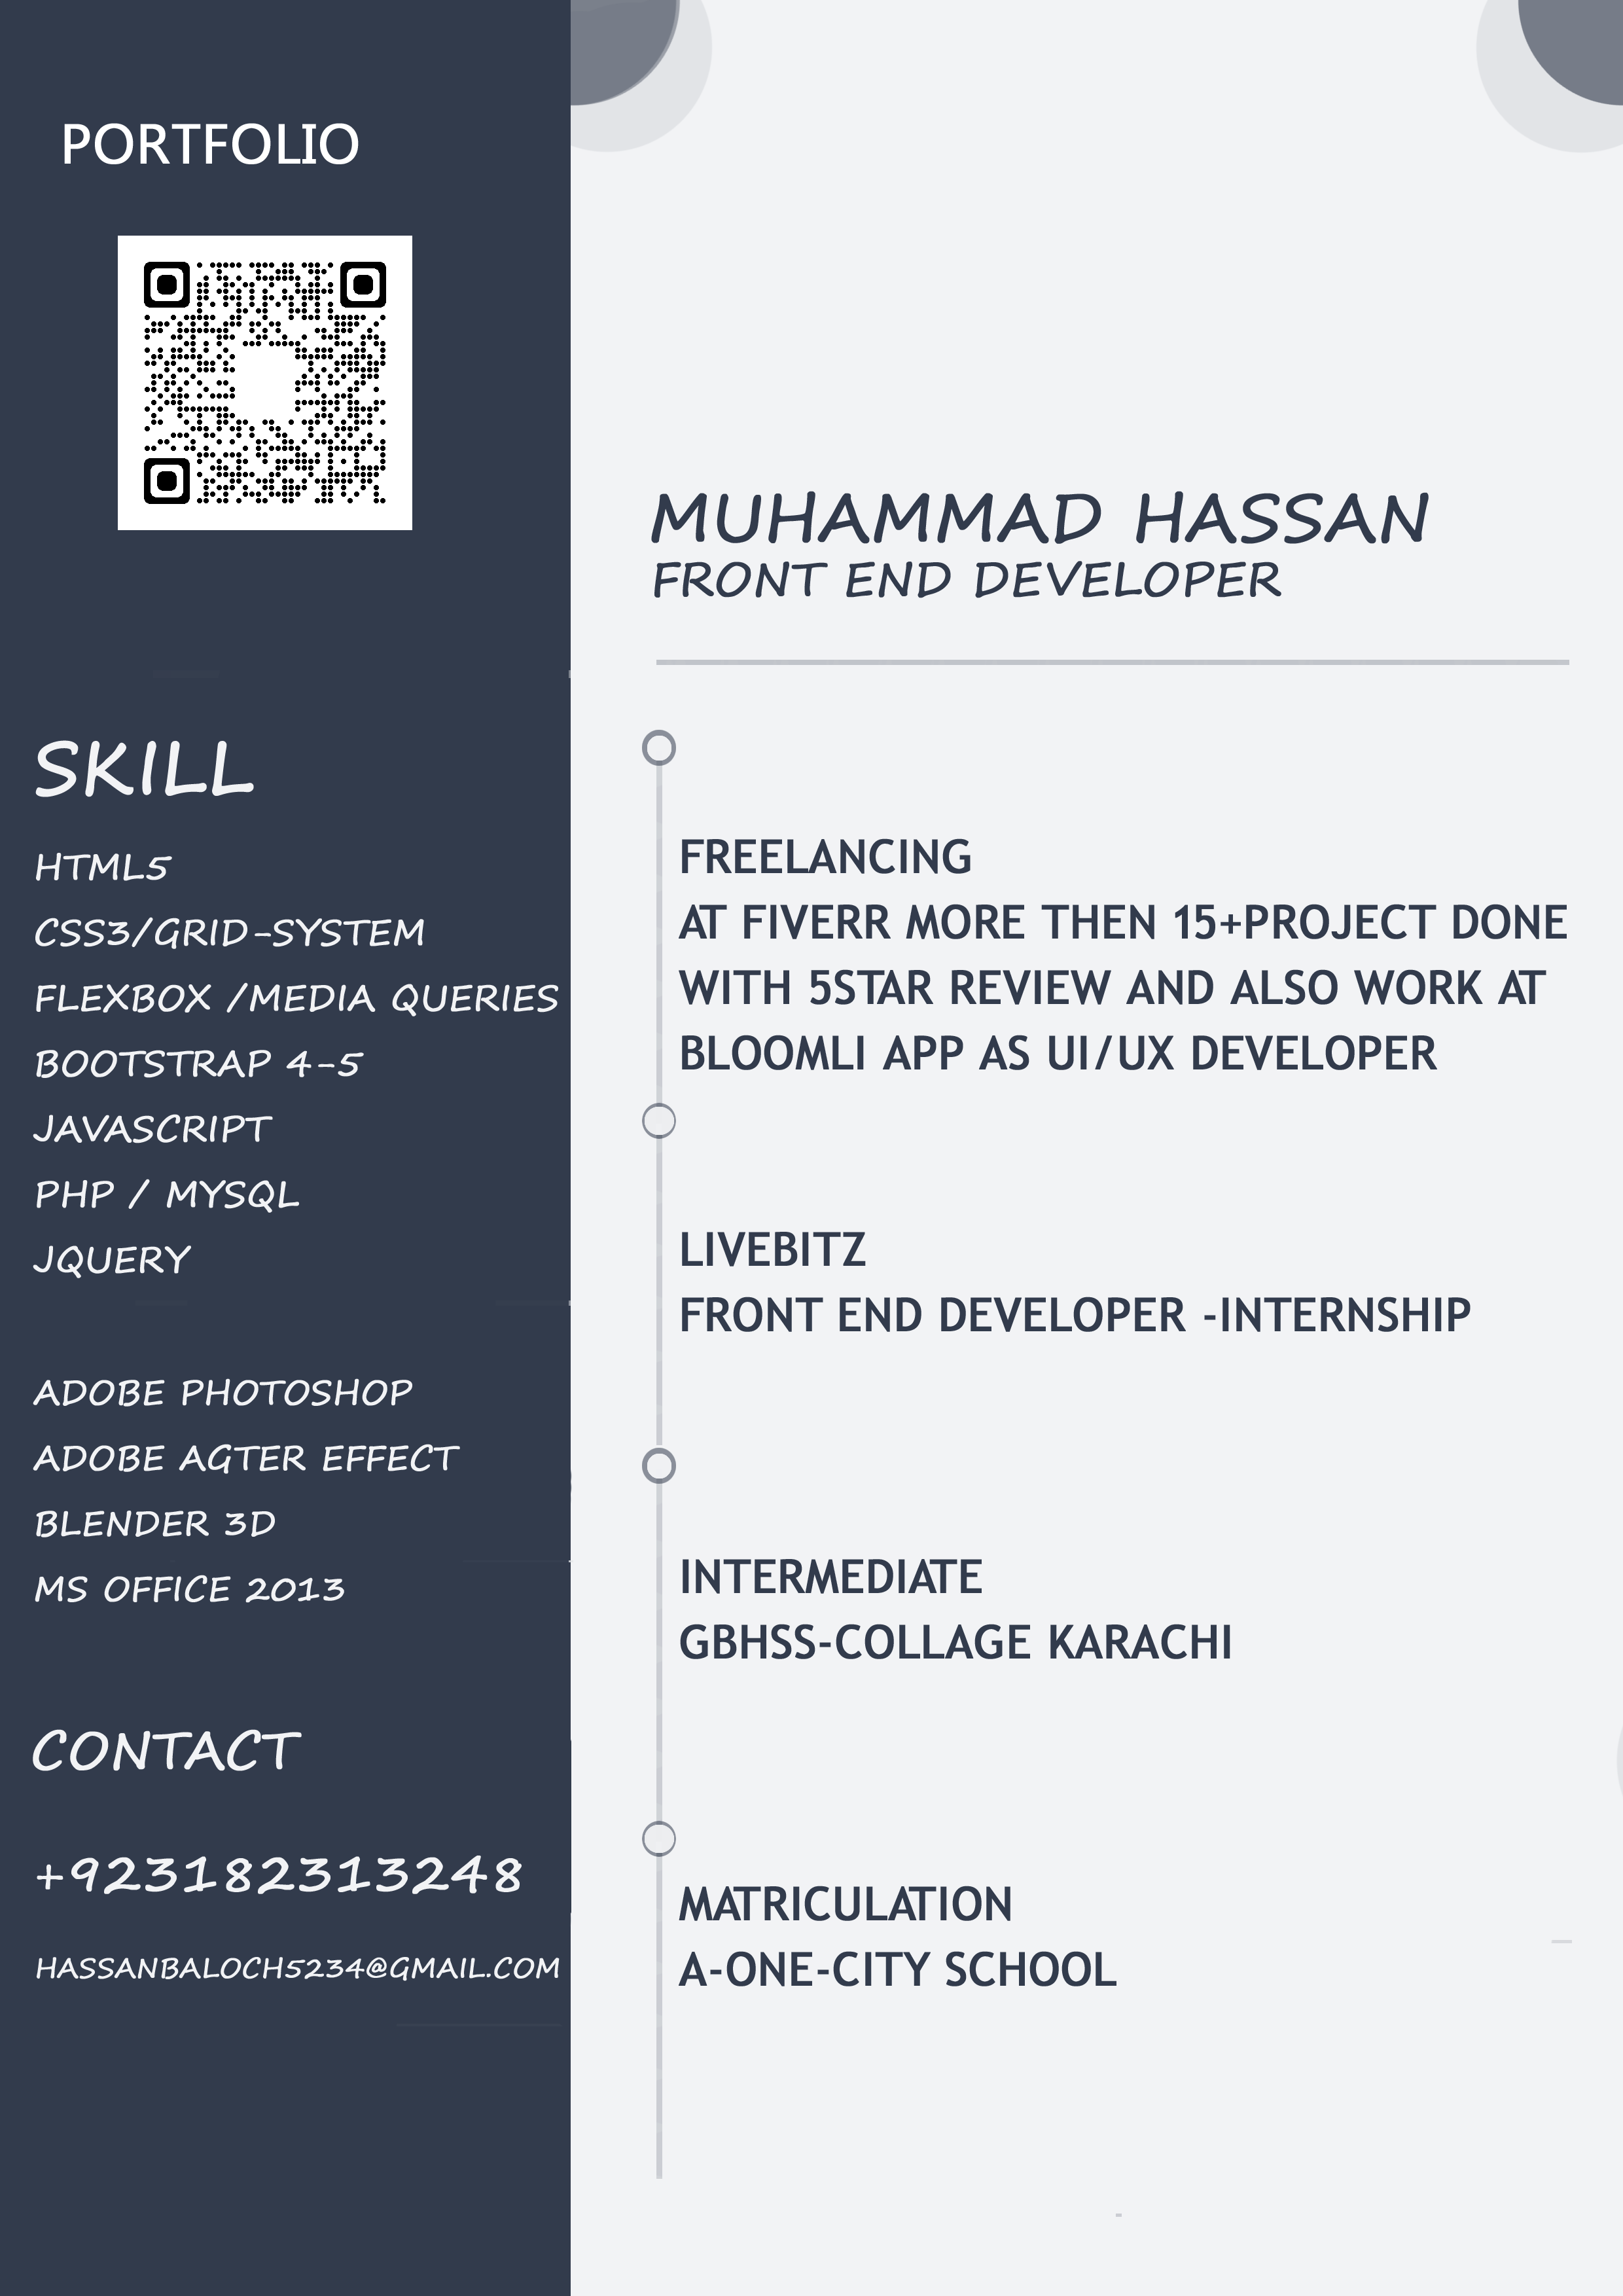 PORTFOLIO
SKILL
HTML5
CSS3/GRID-SYSTEM
FLEXBOX /MEDIA QUERIES
BOOTSTRAP 4-5
JAVASCRIPT
PHP / MYSQL
JQUERY
ADOBE PHOTOSHOP
ADOBE AGTER EFFECT
BLENDER 3D
MS OFFICE 2013
CONTACT
+923182313248
HASSANBALOCH5234@GMAIL.COM
MUHAMMAD HASSAN
FRONT END DEVELOPER
FREELANCING
AT FIVERR MORE THEN 15+PROJECT DONE
WITH 5STAR REVIEW AND ALSO WORK AT
BLOOMLI APP AS UI/UX DEVELOPER
LIVEBITZ
FRONT END DEVELOPER -INTERNSHIP
INTERMEDIATE
GBHSS-COLLAGE KARACHI
MATRICULATION
A-ONE-CITY SCHOOL